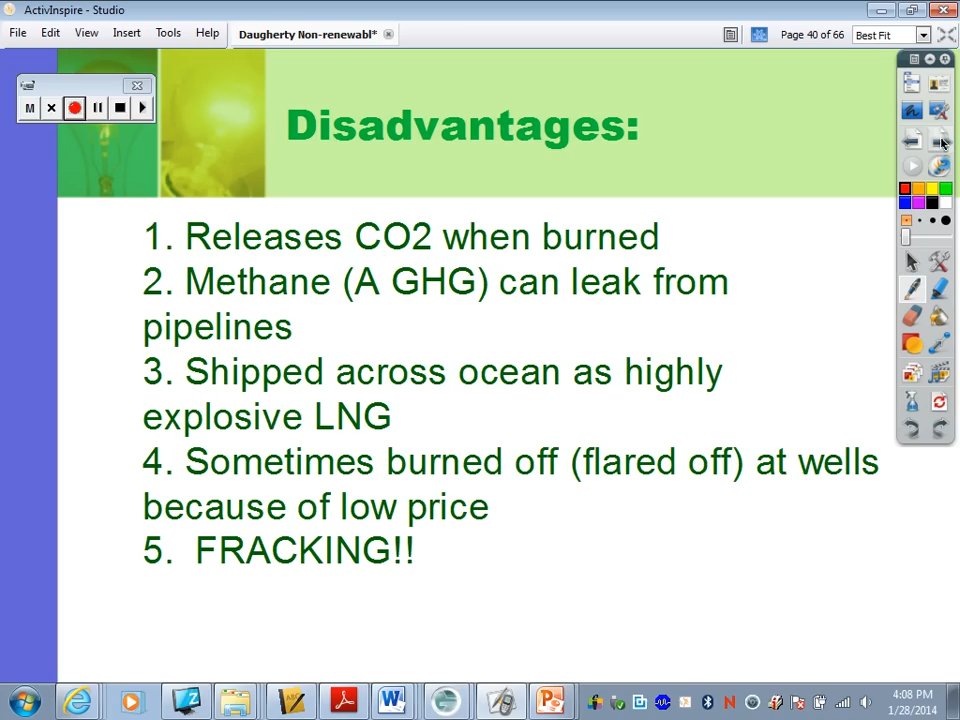 ActivInspire - Studio
File Edit View Insert Tools Help Daugherty Non-renewabl* Page 40 of 66 Best Fit
M
Disadvantages:
1. Releases CO2 when burned
2. Methane (A GHG) can leak from
pipelines
3. Shipped across ocean as highly
explosive LNG
4. Sometimes burned off (flared off) at wells
because of low price
5. FRACKING!!
4:08 PM
1/28/2014